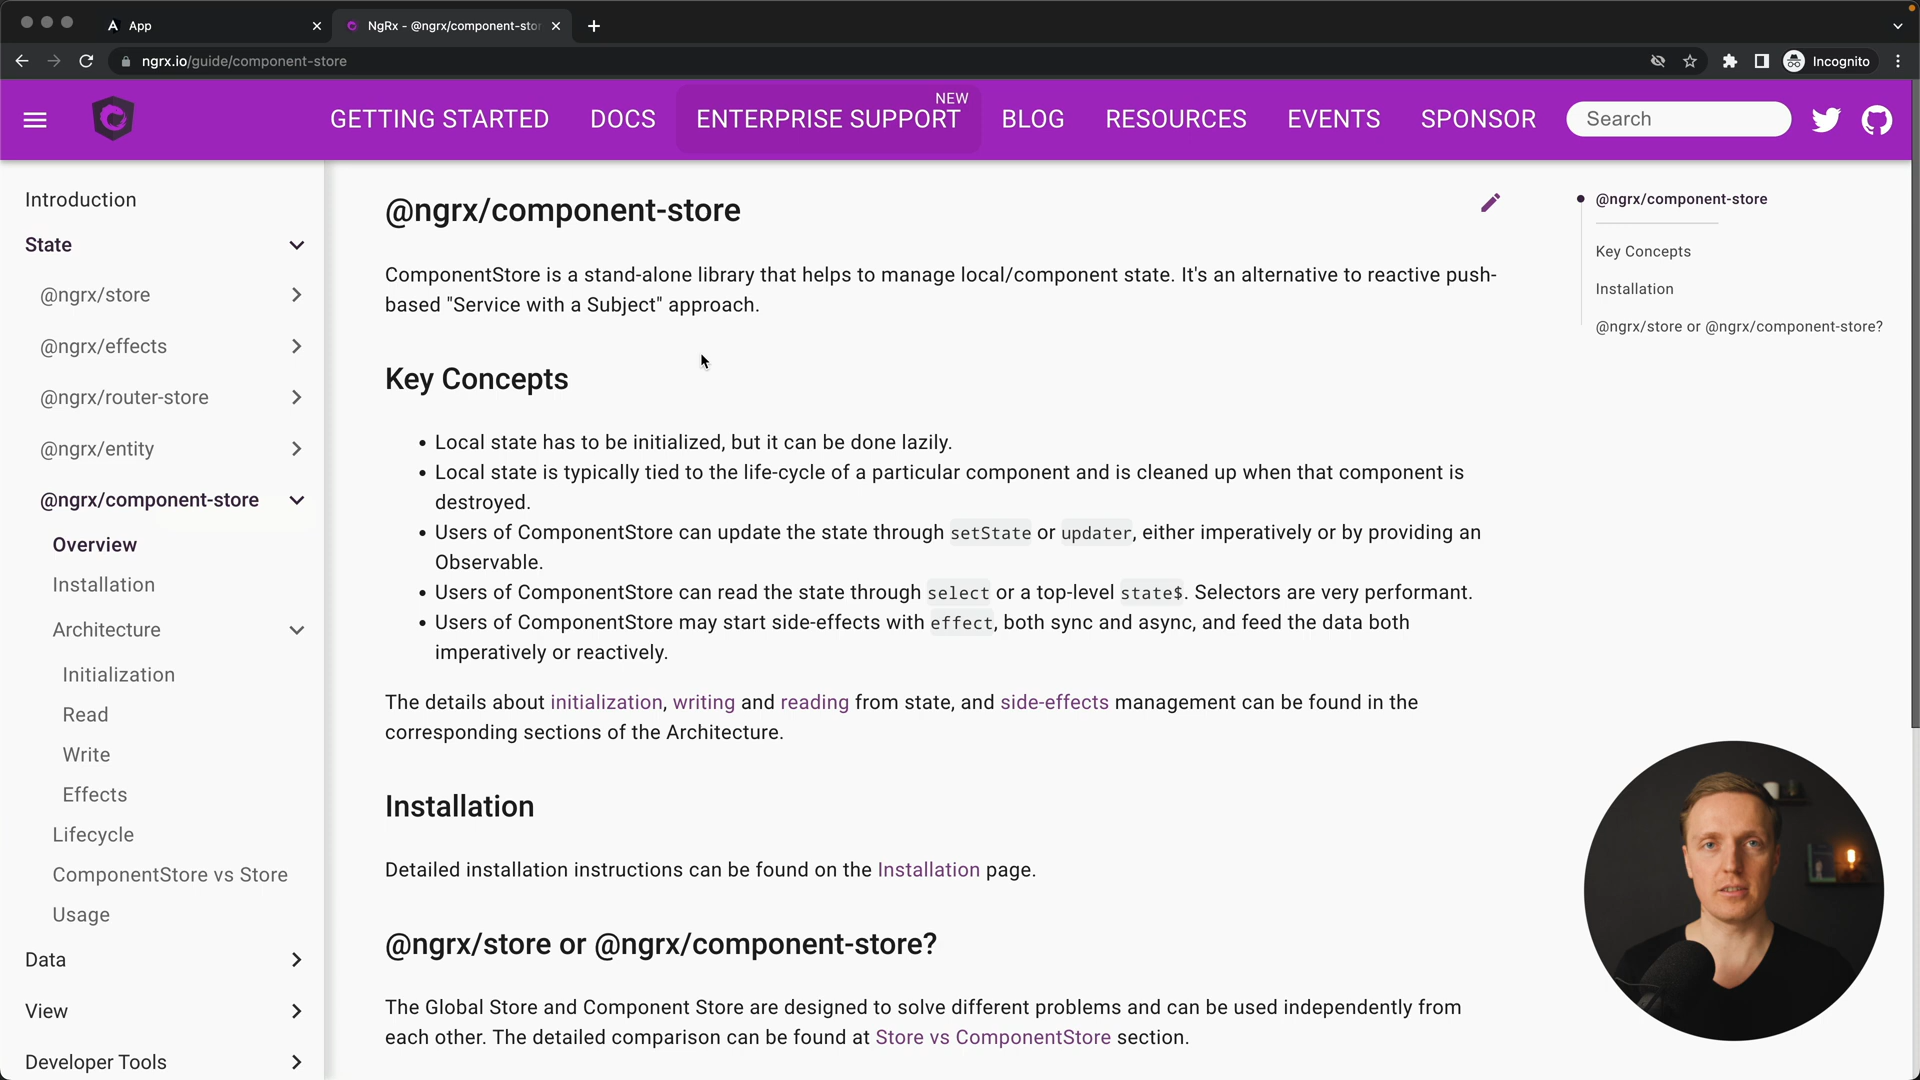 App
NgRx - @ngrx/component-stor
ngrx.io/guide/component-store
Incognito
GETTING STARTED
DOCS
ENTERPRISE SUPPORT
NEW
BLOG
RESOURCES
EVENTS
SPONSOR
Search
Introduction
State
@ngrx/store
@ngrx/effects
@ngrx/router-store
@ngrx/entity
@ngrx/component-store
Overview
Installation
Architecture
Initialization
Read
Write
Effects
Lifecycle
ComponentStore vs Store
Usage
Data
View
Developer Tools
@ngrx/component-store
ComponentStore is a stand-alone library that helps to manage local/component state. It's an alternative to reactive push-
based "Service with a Subject" approach.
Key Concepts
• Local state has to be initialized, but it can be done lazily.
• Local state is typically tied to the life-cycle of a particular component and is cleaned up when that component is
destroyed.
• Users of ComponentStore can update the state through setState or updater, either imperatively or by providing an
Observable.
• Users of ComponentStore can read the state through select or a top-level state$. Selectors are very performant.
• Users of ComponentStore may start side-effects with effect, both sync and async, and feed the data both
imperatively or reactively.
The details about initialization, writing and reading from state, and side-effects management can be found in the
corresponding sections of the Architecture.
Installation
Detailed installation instructions can be found on the Installation page.
@ngrx/store or @ngrx/component-store?
The Global Store and Component Store are designed to solve different problems and can be used independently from
each other. The detailed comparison can be found at Store vs ComponentStore section.
@ngrx/component-store
Key Concepts
Installation
@ngrx/store or @ngrx/component-store?